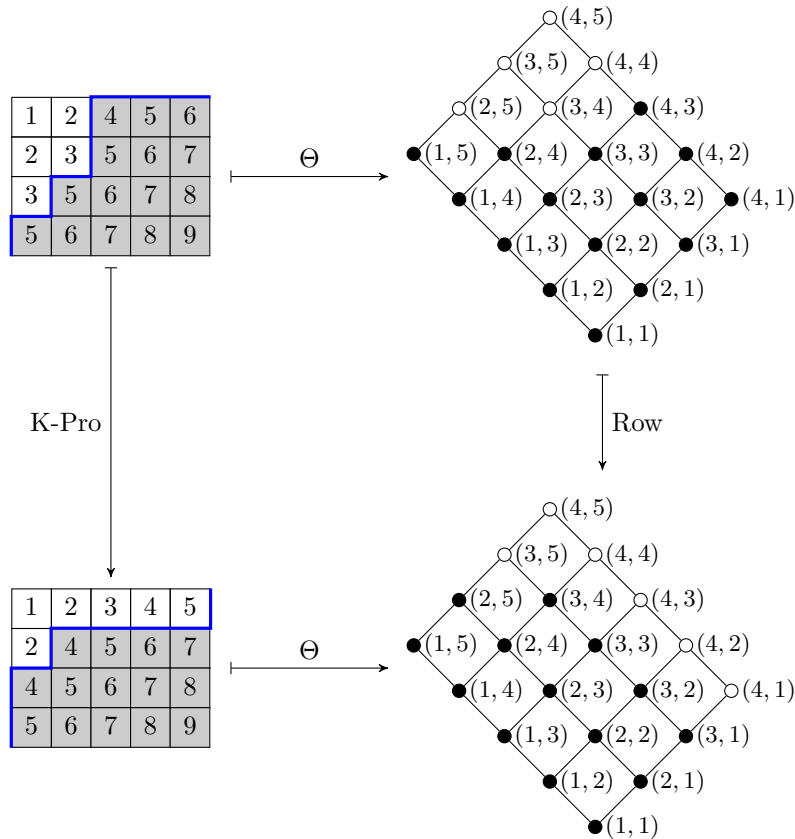 (4, 5)
(3, 5) (4, 4)
1 2 4 5 6
(2, 5) (3, 4) (4, 3)
2 3 5 6 7
Θ
(1, 5) (2, 4) (3, 3) (4, 2)
3 5 6 7 8
(1, 4) (2, 3) (3, 2) (4, 1)
5 6 7 8 9
(1, 3) (2, 2) (3, 1)
(1, 2) (2, 1)
(1, 1)
K-Pro
Row
(4, 5)
(3, 5) (4, 4)
1 2 3 4 5
(2, 5) (3, 4) (4, 3)
2 4 5 6 7
Θ
(1, 5) (2, 4) (3, 3) (4, 2)
4 5 6 7 8
(1, 4) (2, 3) (3, 2) (4, 1)
5 6 7 8 9
(1, 3) (2, 2) (3, 1)
(1, 2) (2, 1)
(1, 1)